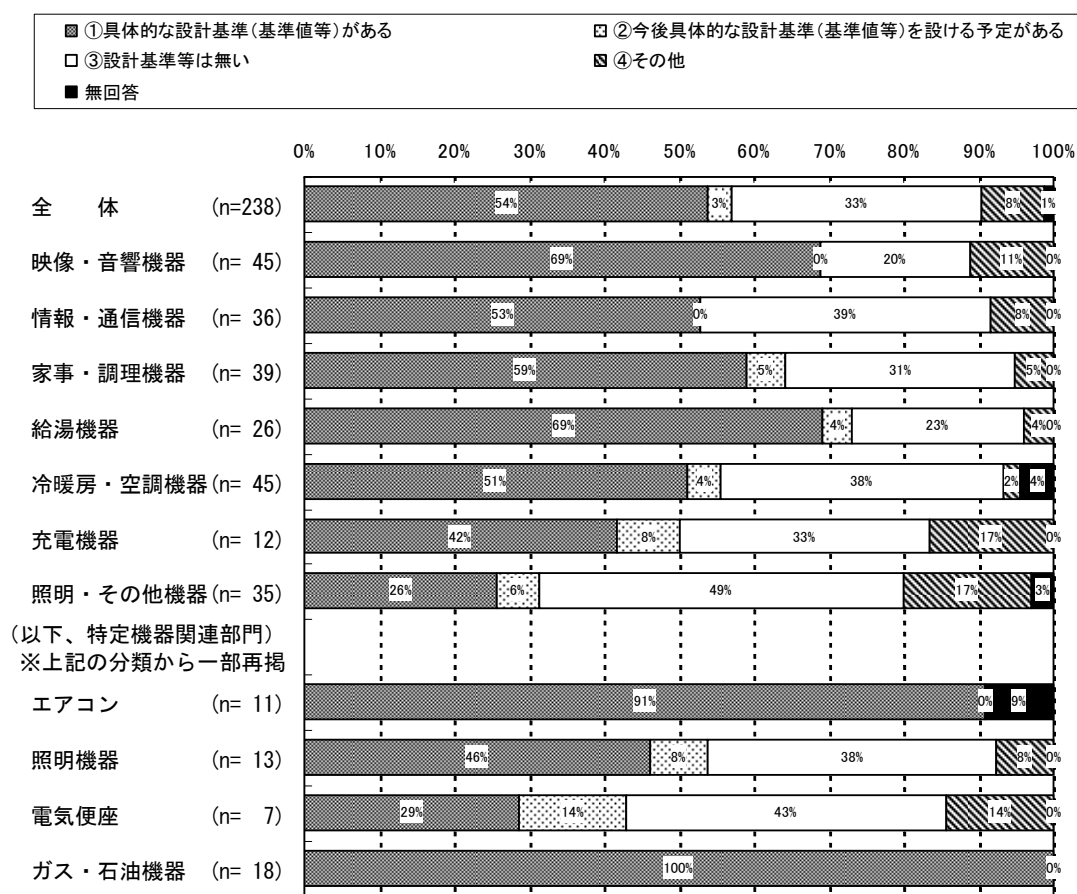 ①具体的な設計基準(基準値等)がある ②今後具体的な設計基準(基準値等)を設ける予定がある
③設計基準等は無い ④その他
無回答
0% 10% 20% 30% 40% 50% 60% 70% 80% 90% 100%
全 体 (n=238) 54% 3% 33% 8% 1%
映像・音響機器 (n= 45) 69% 0% 20% 11% 0%
情報・通信機器 (n= 36) 53% 0% 39% 8% 0%
家事・調理機器 (n= 39) 59% 5% 31% 5% 0%
給湯機器 (n= 26) 69% 4% 23% 4% 0%
冷暖房・空調機器(n= 45) 51% 4% 38% 2% 4%
充電機器 (n= 12) 42% 8% 33% 17% 0%
照明・その他機器(n= 35) 26% 6% 49% 17% 3%
(以下、特定機器関連部門)
※上記の分類から一部再掲
エアコン (n= 11) 91% 0% 9%
照明機器 (n= 13) 46% 8% 38% 8% 0%
電気便座 (n= 7) 29% 14% 43% 14% 0%
ガス・石油機器 (n= 18) 100% 0%